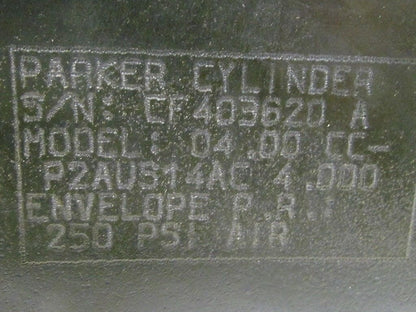 PARKER CYLINDER
S/N: CF403620 A
MODEL: 04.00 CC-
P2AUS14AC 4.000
ENVELOPE P.R.:
250 PSI AIR